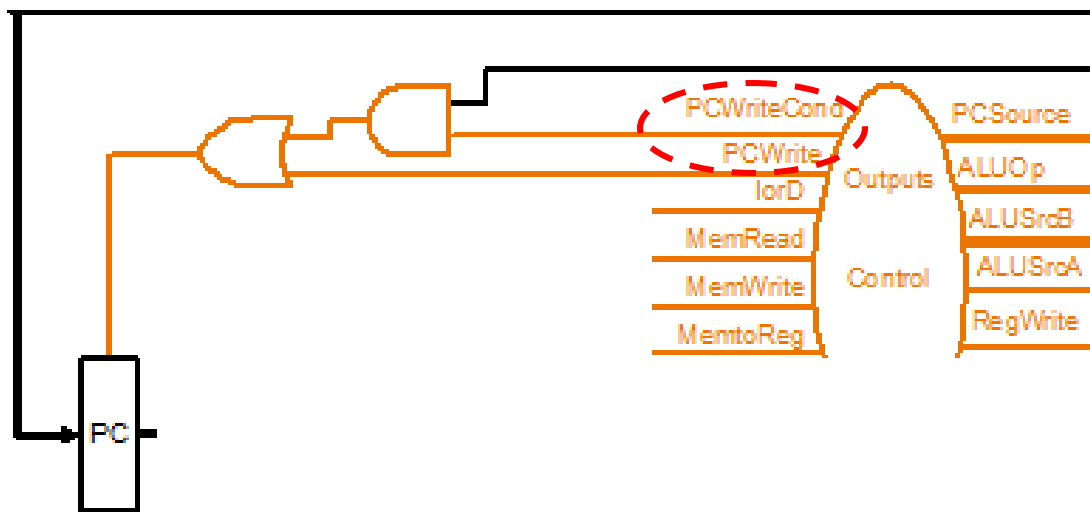 PCWriteCond
PCWrite
IorD
MemRead
MemWrite
MemtoReg
Outputs
Control
PCSource
ALUOp
ALUSrcB
ALUSrcA
RegWrite
PC